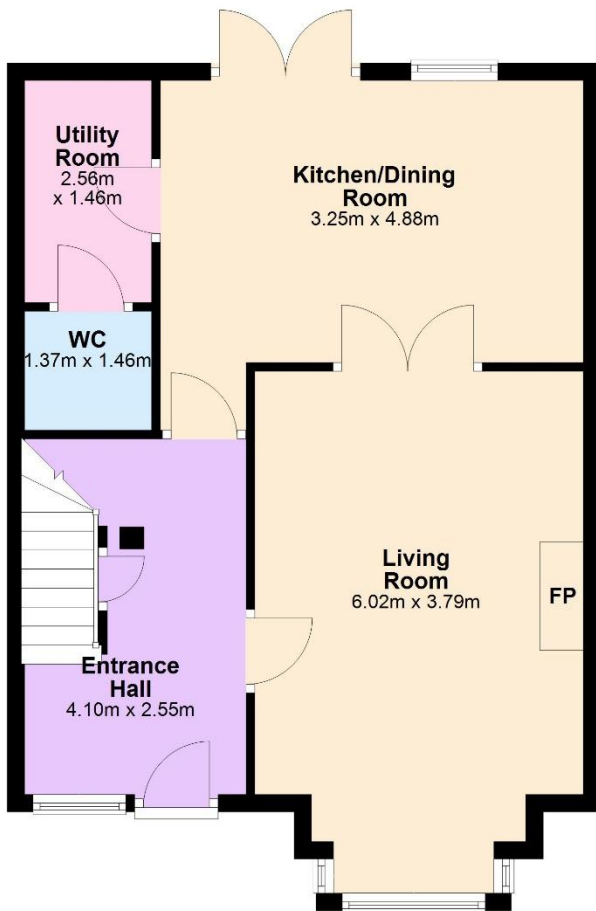 Utility
Room
2.56m
x 1.46m
Kitchen/Dining
Room
3.25m x 4.88m
WC
1.37m x 1.46m
Living
Room
6.02m x 3.79m
FP
Entrance
Hall
4.10m x 2.55m